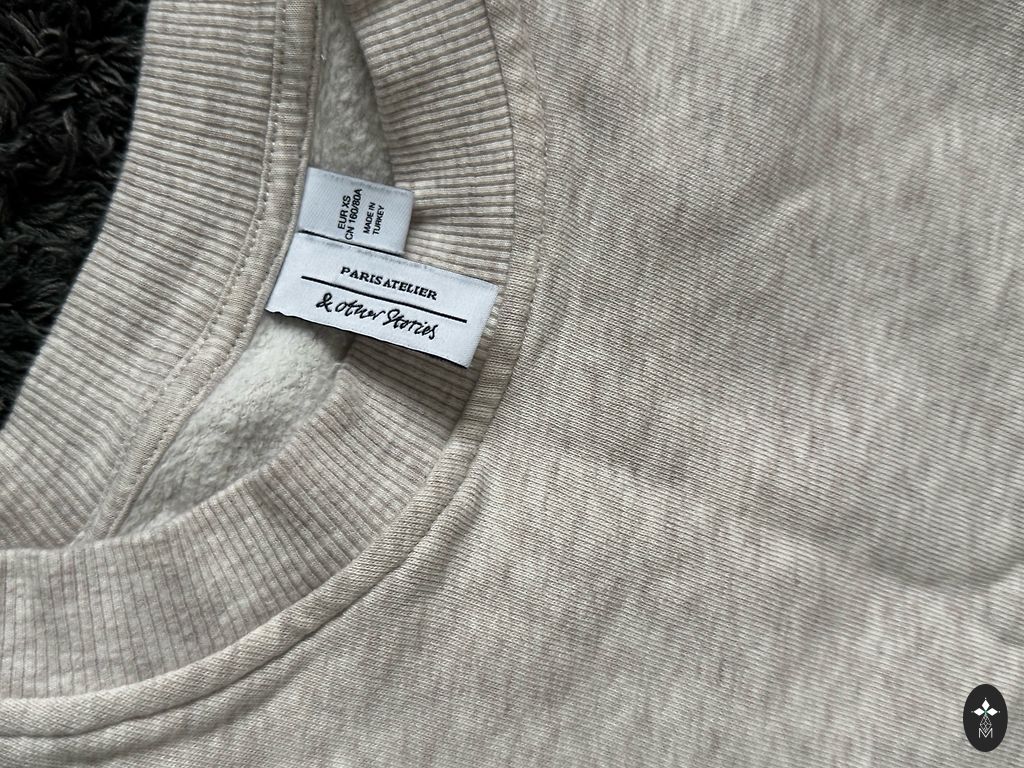 EUR XS
CN 160/80A
MADE IN
TURKEY
PARIS ATELIER
& other Stories
M